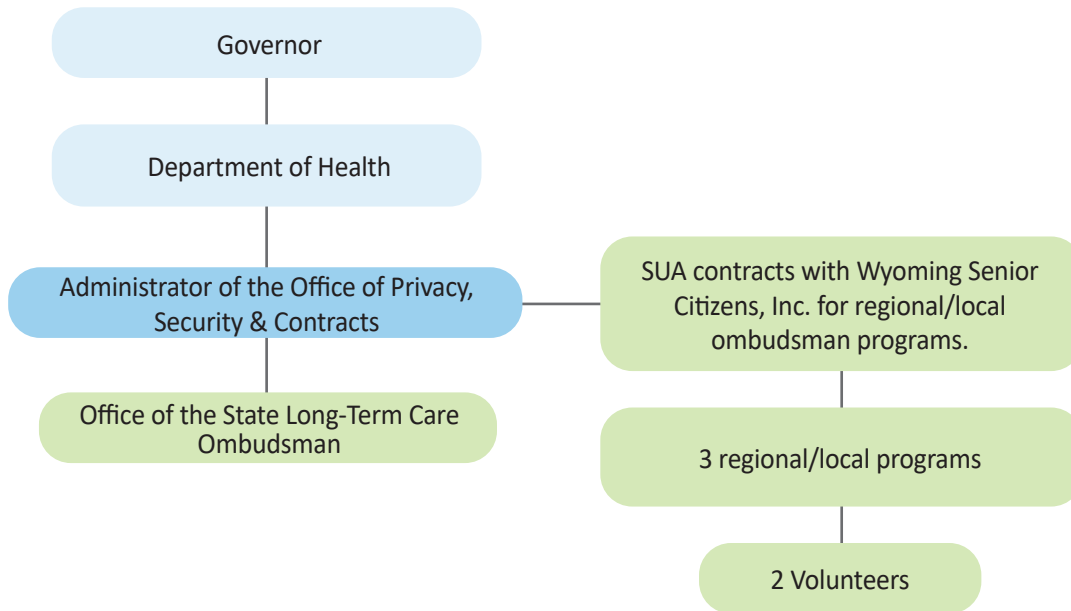 Governor
Department of Health
Administrator of the Office of Privacy,
Security & Contracts
Office of the State Long-Term Care
Ombudsman
SUA contracts with Wyoming Senior
Citizens, Inc. for regional/local
ombudsman programs.
3 regional/local programs
2 Volunteers